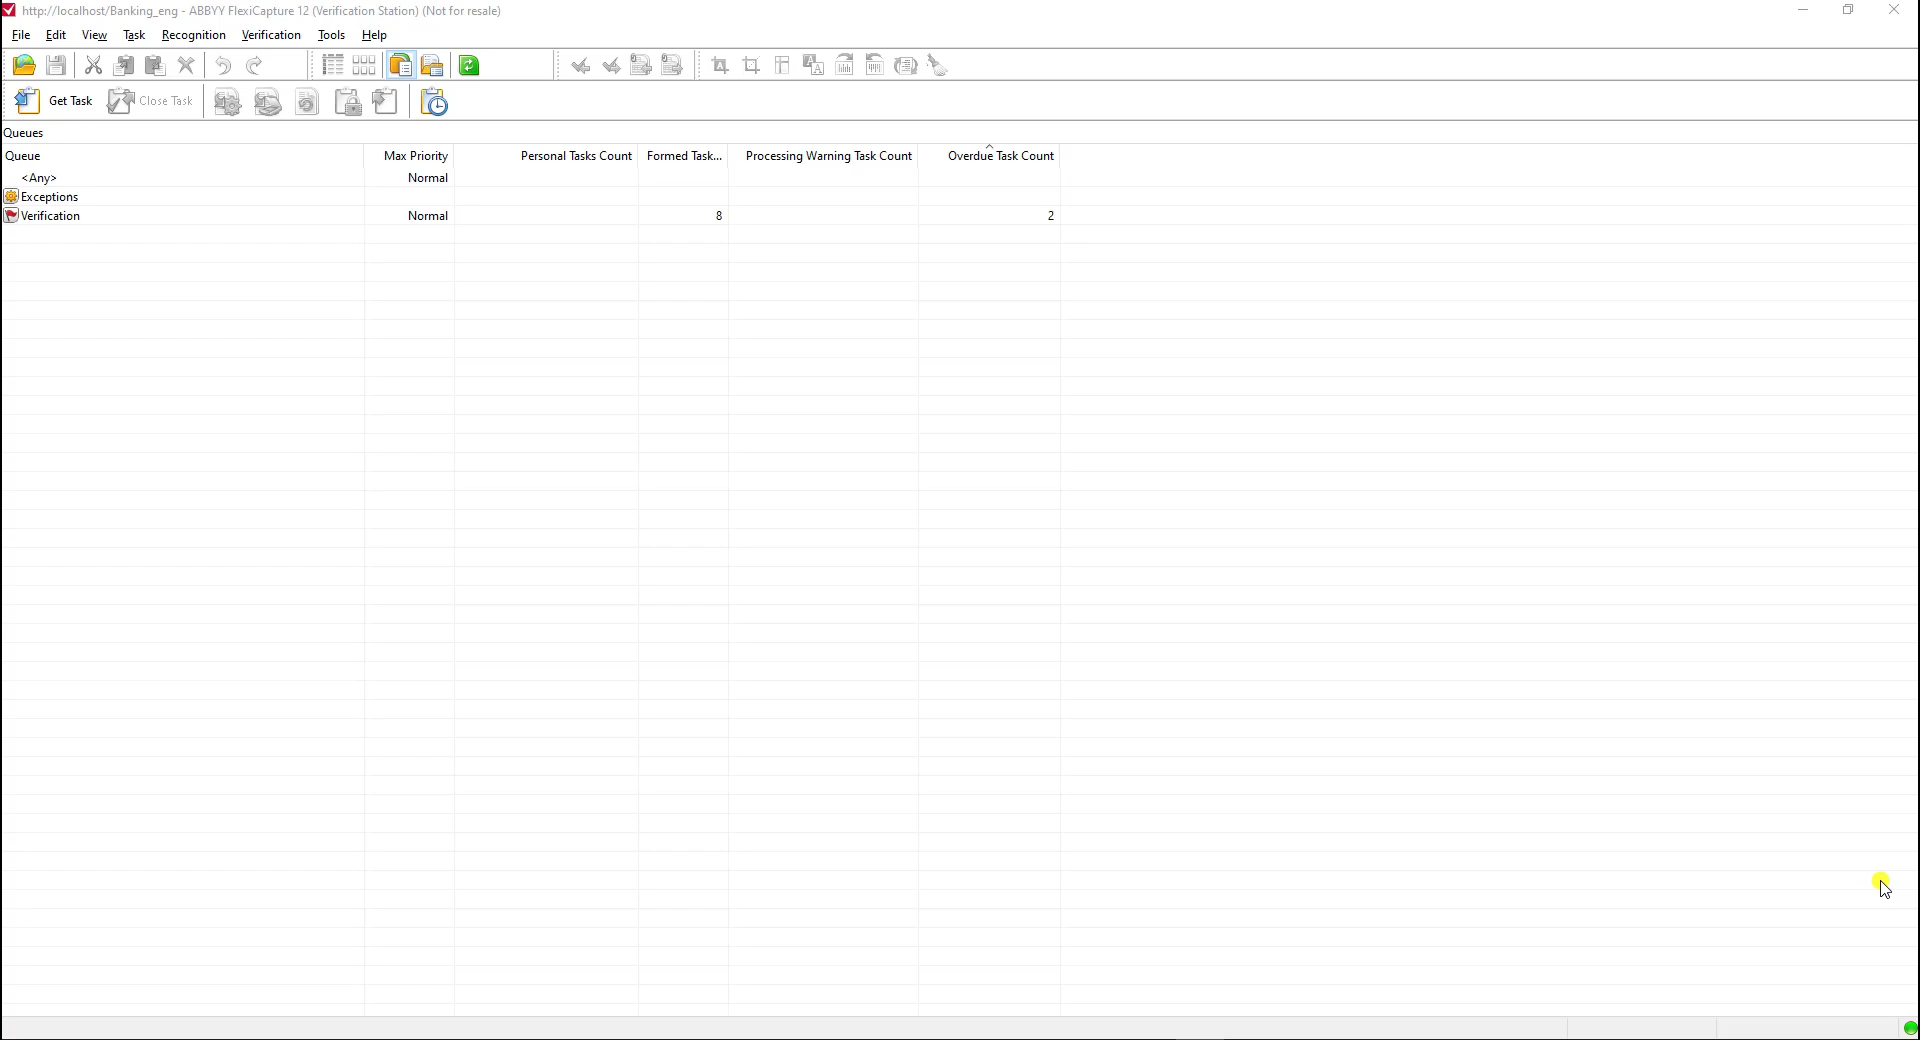 http://localhost/Banking_eng - ABBYY FlexiCapture 12 (Verification Station) (Not for resale)
File Edit View Task Recognition Verification Tools Help
Get Task Close Task
Queues
Queue Max Priority Personal Tasks Count Formed Task... Processing Warning Task Count Overdue Task Count
<Any> Normal
Exceptions
Verification Normal 8 2